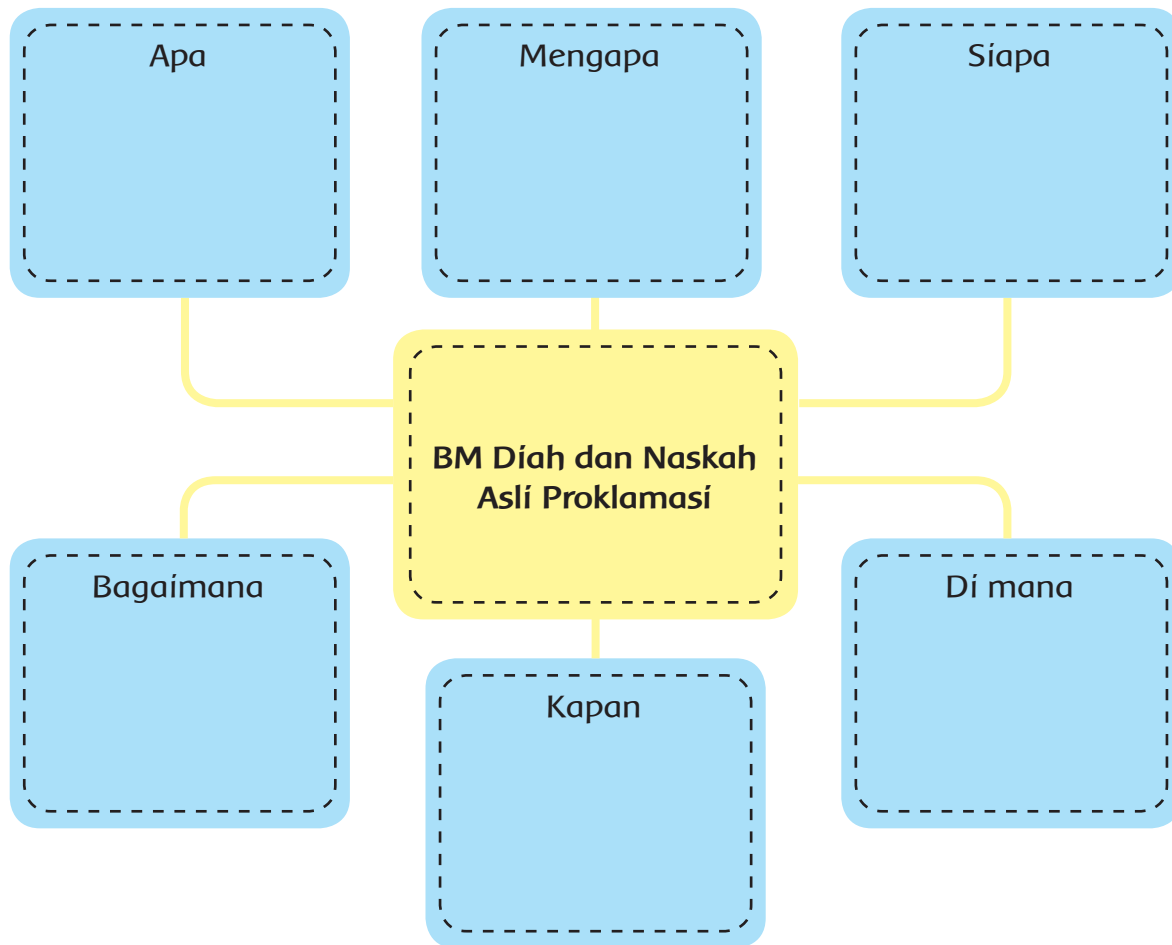 Apa
Mengapa
Siapa
BM Diah dan Naskah
Asli Proklamasi
Bagaimana
Di mana
Kapan